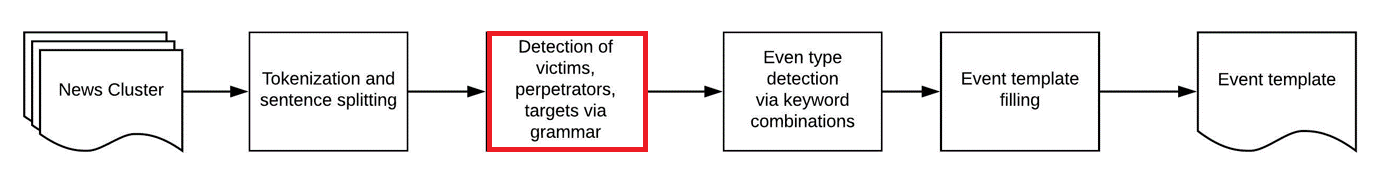 News Cluster
Tokenization and
sentence splitting
Detection of
victims,
perpetrators,
targets via
grammar
Even type
detection
via keyword
combinations
Event template
filling
Event template